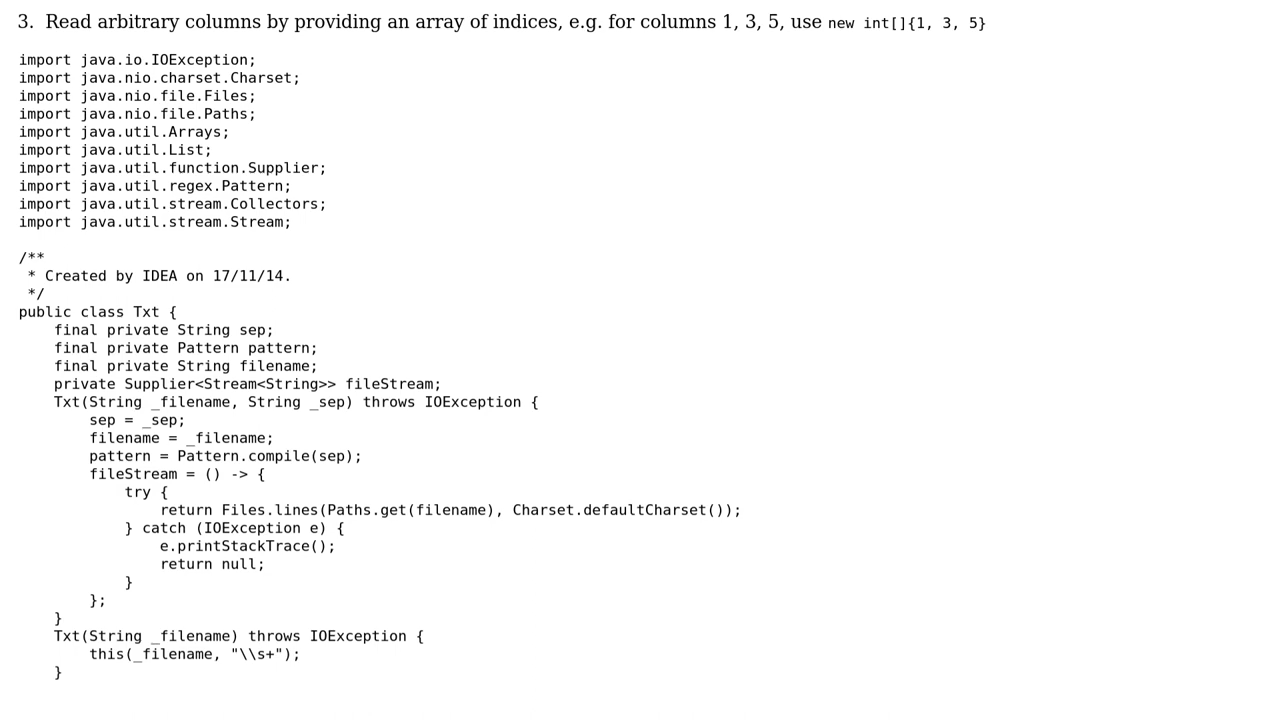 3. Read arbitrary columns by providing an array of indices, e.g. for columns 1, 3, 5, use new int[]{1, 3, 5}
import java.io.IOException;
import java.nio.charset.Charset;
import java.nio.file.Files;
import java.nio.file.Paths;
import java.util.Arrays;
import java.util.List;
import java.util.function.Supplier;
import java.util.regex.Pattern;
import java.util.stream.Collectors;
import java.util.stream.Stream;

/**
 * Created by IDEA on 17/11/14.
 */
public class Txt {
    final private String sep;
    final private Pattern pattern;
    final private String filename;
    private Supplier<Stream<String>> fileStream;
    Txt(String _filename, String _sep) throws IOException {
        sep = _sep;
        filename = _filename;
        pattern = Pattern.compile(sep);
        fileStream = () -> {
            try {
                return Files.lines(Paths.get(filename), Charset.defaultCharset());
            } catch (IOException e) {
                e.printStackTrace();
                return null;
            }
        };
    }
    Txt(String _filename) throws IOException {
        this(_filename, "\\s+");
    }